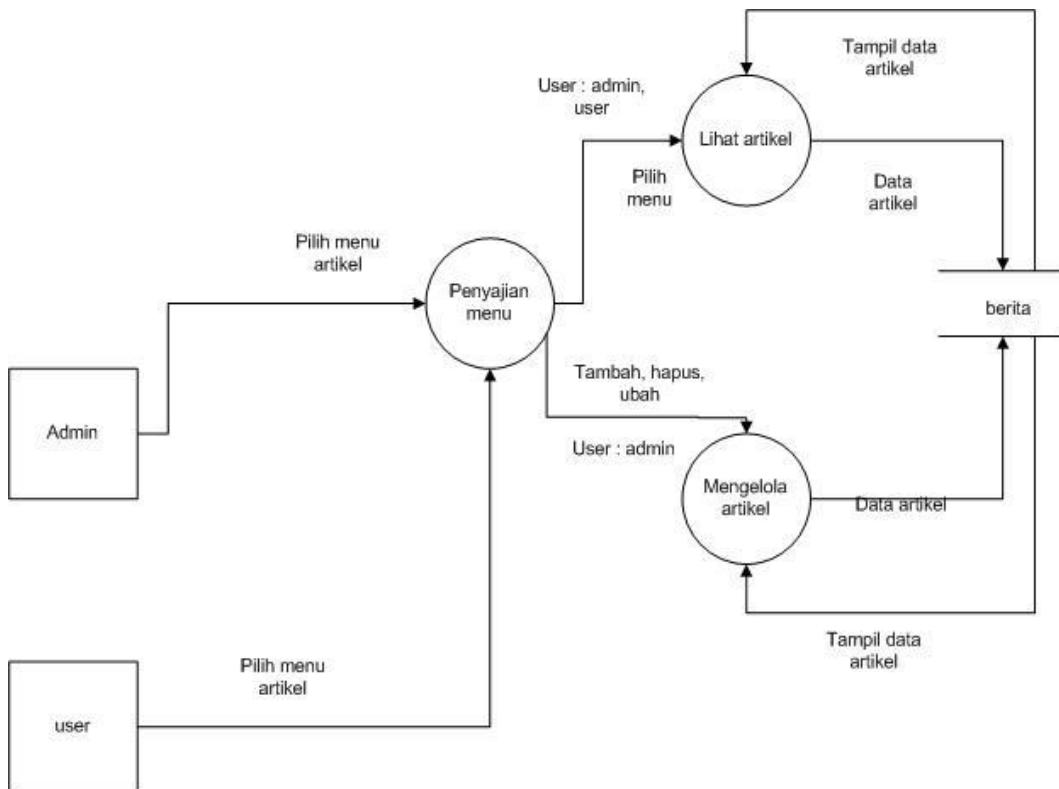 Tampil data
artikel
User : admin,
user
Lihat artikel
Pilih
menu
Data
artikel
Pilih menu
artikel
Penyajian
menu
berita
Tambah, hapus,
ubah
Admin
User : admin
Mengelola
artikel
Data artikel
Tampil data
artikel
Pilih menu
artikel
user